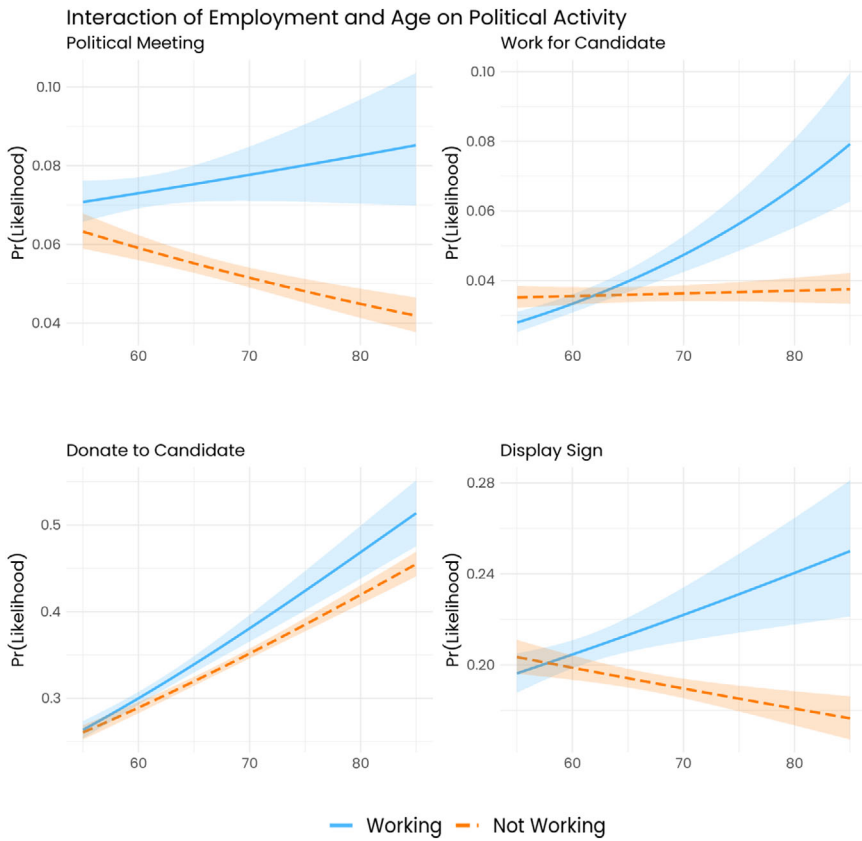 Interaction of Employment and Age on Political Activity
Political Meeting
Pr(Likelihood)
0.10
0.08
0.06
0.04
60 70 80
Work for Candidate
Pr(Likelihood)
0.10
0.08
0.06
0.04
60 70 80
Donate to Candidate
Pr(Likelihood)
0.5
0.4
0.3
60 70 80
Display Sign
Pr(Likelihood)
0.28
0.24
0.20
60 70 80
Working Not Working